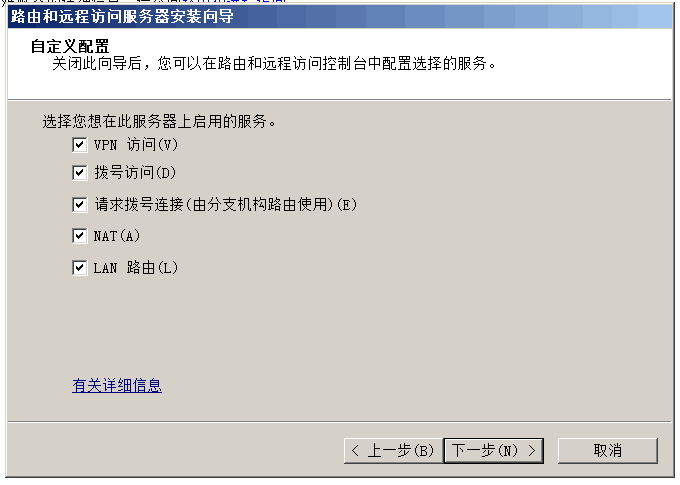 路由和远程访问服务器安装向导
自定义配置
关闭此向导后，您可以在路由和远程访问控制台中配置选择的服务。
选择您想在此服务器上启用的服务。
VPN 访问(V)
拨号访问(D)
请求拨号连接(由分支机构路由使用)(E)
NAT(A)
LAN 路由(L)
有关详细信息
< 上一步(B)
下一步(N) >
取消